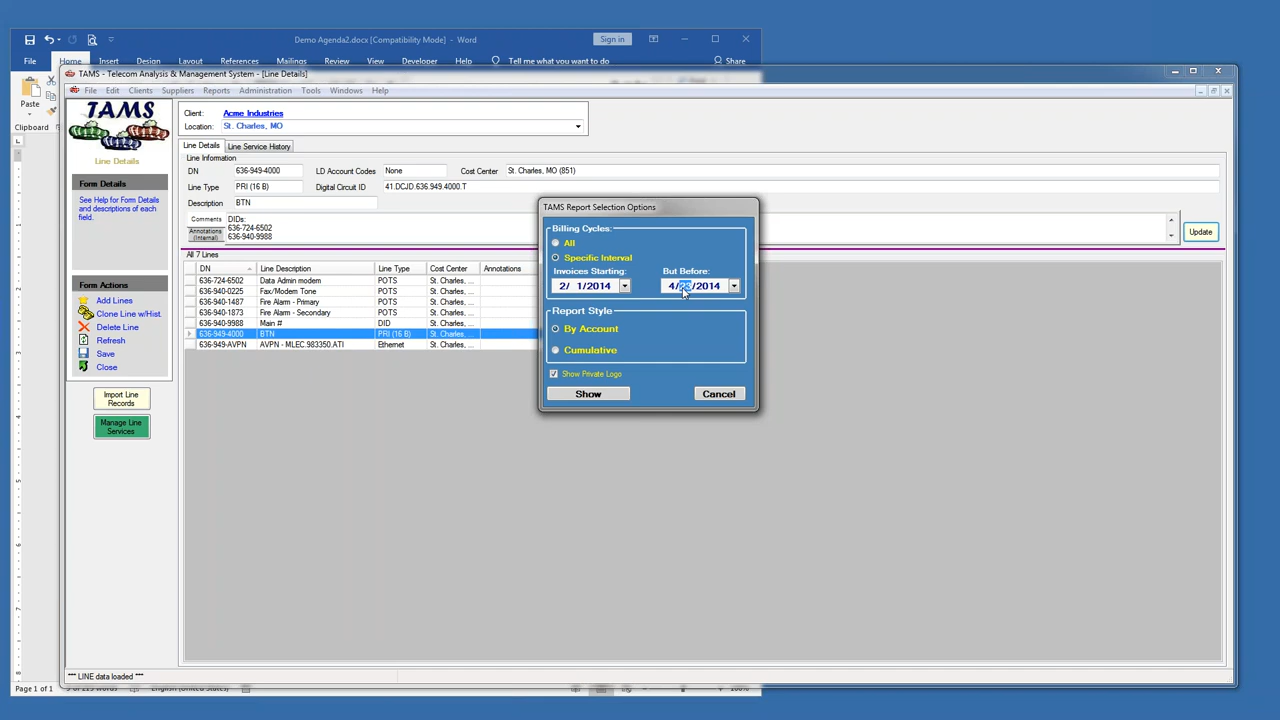 Demo Agenda2.docx [Compatibility Mode] - Word
Sign in
File Home Insert Design Layout References Mailings Review View Developer Help Tell me what you want to do Share
Paste
Clipboard
TAMS - Telecom Analysis & Management System - [Line Details]
File Edit Clients Suppliers Reports Administration Tools Windows Help
TAMS
Line Details
Form Details
See Help for Form Details
and descriptions of each
field.
Form Actions
Add Lines
Clone Line w/Hist.
Delete Line
Refresh
Save
Close
Import Line
Records
Manage Line
Services
Client: Acme Industries
Location: St. Charles, MO
Line Details Line Service History
Line Information
DN 636-949-4000 LD Account Codes None Cost Center St. Charles, MO (851)
Line Type PRI (16 B) Digital Circuit ID 41.DCJD.636.949.4000.T
Description BTN
Comments
Annotations
(Internal)
DIDs:
636-724-6502
636-940-9988
Update
All 7 Lines
DN Line Description Line Type Cost Center Annotations
636-724-6502 Data Admin modem POTS St. Charles, ...
636-940-0225 Fax/Modem Tone POTS St. Charles, ...
636-940-1487 Fire Alarm - Primary POTS St. Charles, ...
636-940-1873 Fire Alarm - Secondary POTS St. Charles, ...
636-940-9988 Main # DID St. Charles, ...
636-949-4000 BTN PRI (16 B) St. Charles, ...
636-949-AVPN AVPN - MLEC.983350.ATI Ethernet St. Charles, ...
TAMS Report Selection Options
Billing Cycles:
All
Specific Interval
Invoices Starting: But Before:
2/ 1/2014 4/ /2014
Report Style
By Account
Cumulative
Show Private Logo
Show Cancel
*** LINE data loaded ***
Page 1 of 1